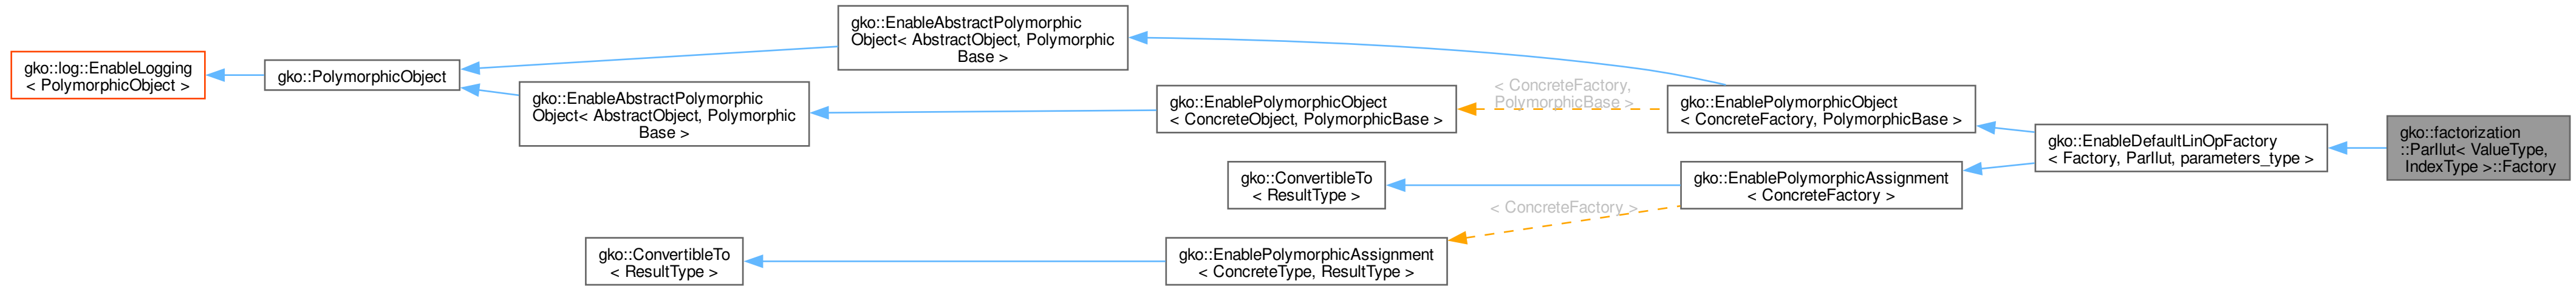 gko::log::EnableLogging
< PolymorphicObject >
gko::PolymorphicObject
gko::EnableAbstractPolymorphic
Object< AbstractObject, Polymorphic
Base >
gko::EnableAbstractPolymorphic
Object< AbstractObject, Polymorphic
Base >
gko::EnablePolymorphicObject
< ConcreteObject, PolymorphicBase >
< ConcreteFactory,
PolymorphicBase >
gko::EnablePolymorphicObject
< ConcreteFactory, PolymorphicBase >
gko::ConvertibleTo
< ResultType >
gko::EnablePolymorphicAssignment
< ConcreteFactory >
< ConcreteFactory >
gko::ConvertibleTo
< ResultType >
gko::EnablePolymorphicAssignment
< ConcreteType, ResultType >
gko::EnableDefaultLinOpFactory
< Factory, ParIlut, parameters_type >
gko::factorization
::ParIlut< ValueType,
IndexType >::Factory